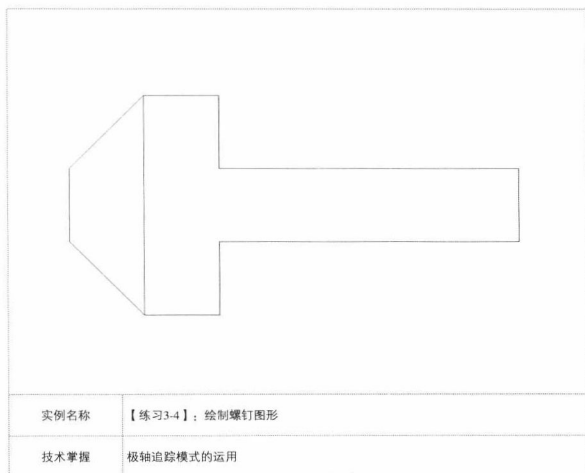 实例名称
【练习3-4】：绘制螺钉图形
技术掌握
极轴追踪模式的运用